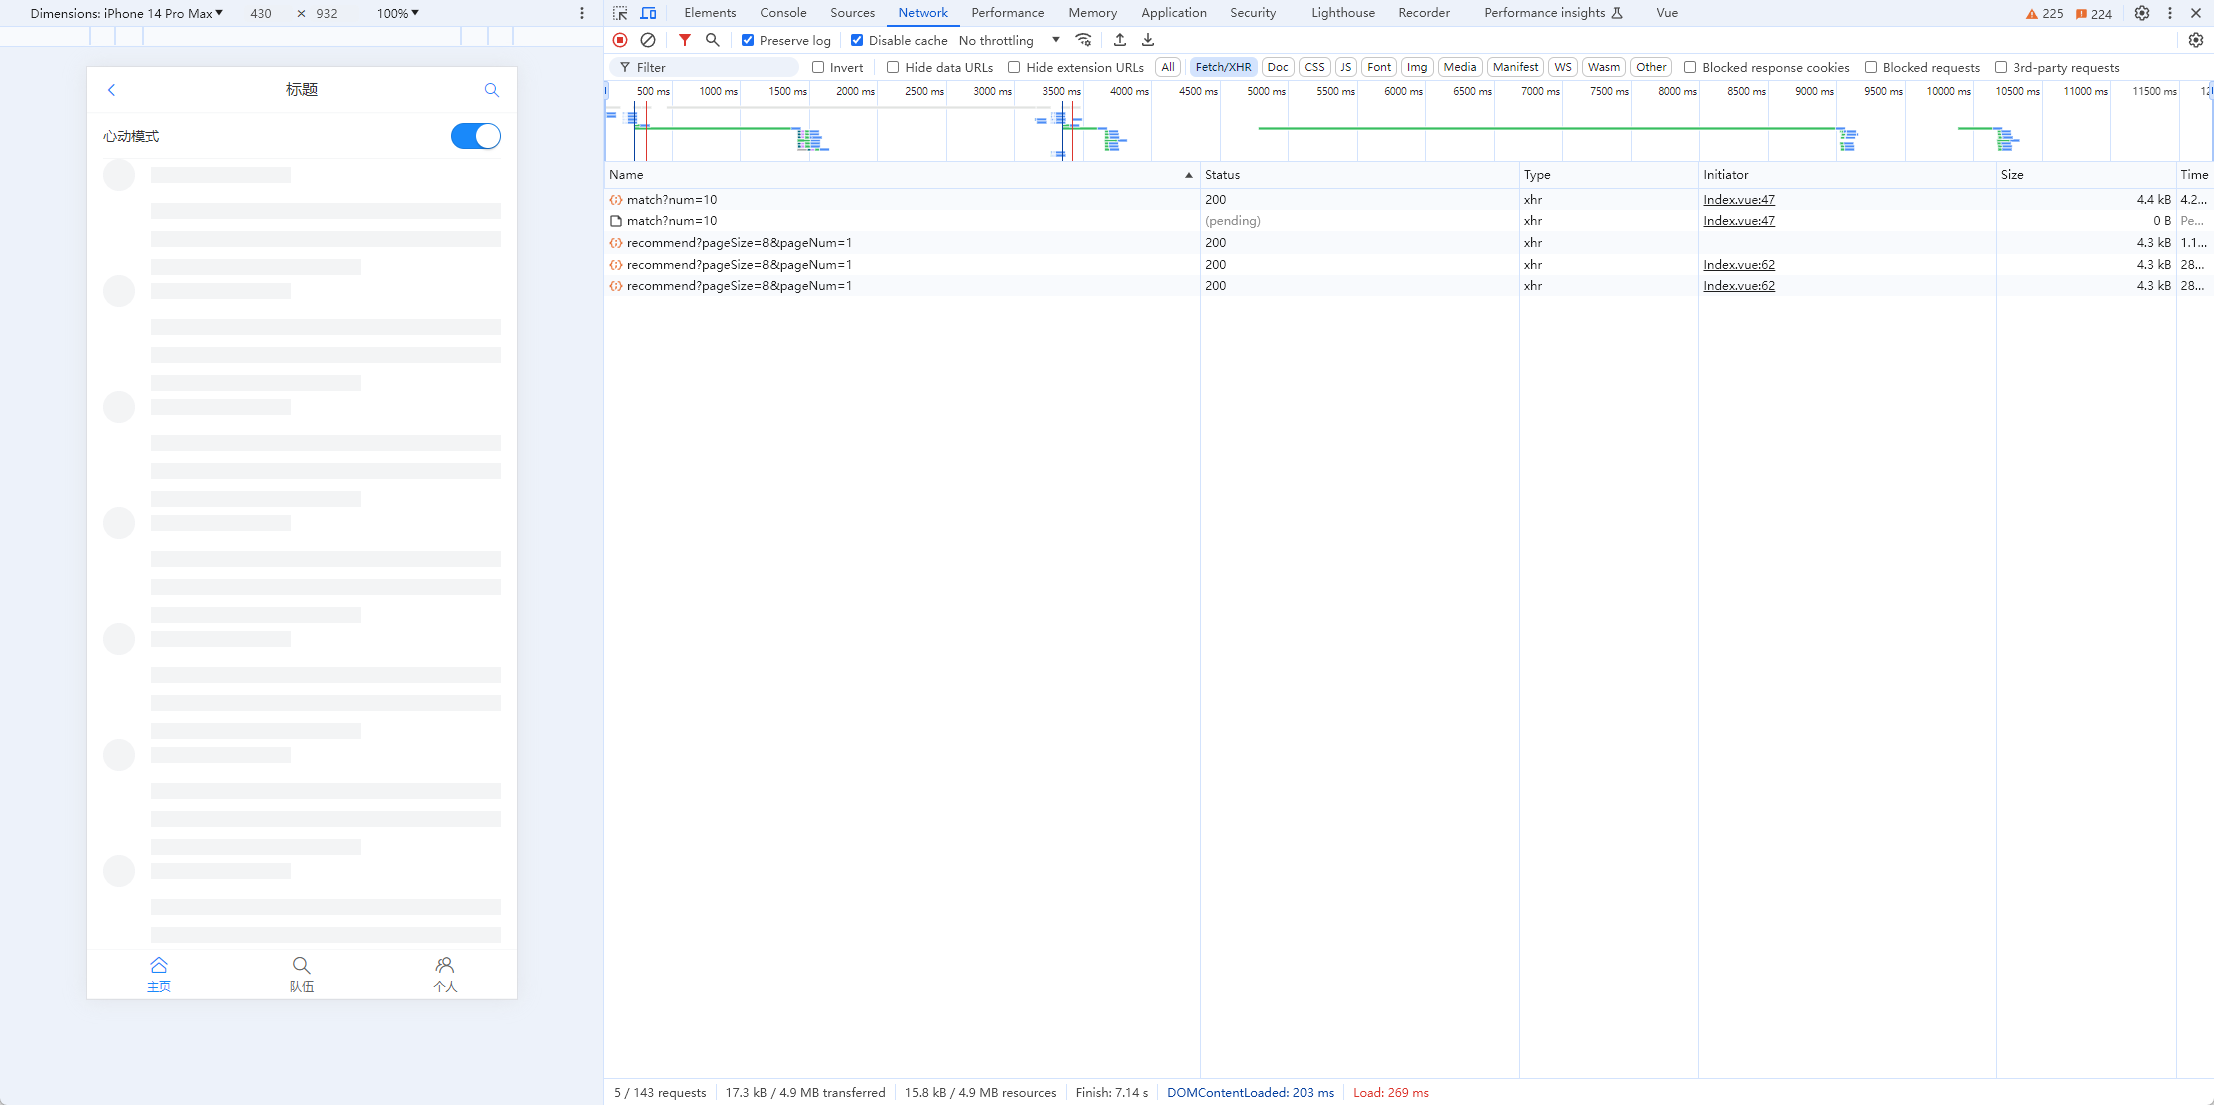 Dimensions: iPhone 14 Pro Max ▼ 430 × 932 100% ▼
标题
心动模式
主页 队伍 个人
Elements Console Sources Network Performance Memory Application Security Lighthouse Recorder Performance insights Vue 225 224
Preserve log Disable cache No throttling
Filter Invert Hide data URLs Hide extension URLs All Fetch/XHR Doc CSS JS Font Img Media Manifest WS Wasm Other Blocked response cookies Blocked requests 3rd-party requests
500 ms 1000 ms 1500 ms 2000 ms 2500 ms 3000 ms 3500 ms 4000 ms 4500 ms 5000 ms 5500 ms 6000 ms 6500 ms 7000 ms 7500 ms 8000 ms 8500 ms 9000 ms 9500 ms 10000 ms 10500 ms 11000 ms 11500 ms
Name Status Type Initiator Size Time
match?num=10 200 xhr Index.vue:47 4.4 kB 4.2...
match?num=10 (pending) xhr Index.vue:47 0 B Pe...
recommend?pageSize=8&pageNum=1 200 xhr 4.3 kB 1.1...
recommend?pageSize=8&pageNum=1 200 xhr Index.vue:62 4.3 kB 28...
recommend?pageSize=8&pageNum=1 200 xhr Index.vue:62 4.3 kB 28...
5 / 143 requests 17.3 kB / 4.9 MB transferred 15.8 kB / 4.9 MB resources Finish: 7.14 s DOMContentLoaded: 203 ms Load: 269 ms